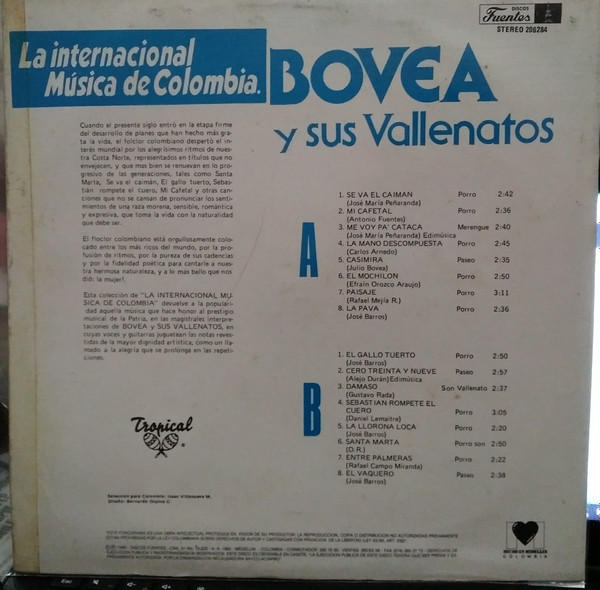 DISCOS
Fuentes
STEREO 206284
La internacional
Música de Colombia.
BOVEA
y sus Vallenatos
Cuando el presente siglo entró en la etapa firme
del desarrollo de planes que han hecho más gra-
ta la vida, el folclor colombiano despertó el in-
terés mundial por los alegrísimos ritmos de nues-
tra Costa Norte, representados en títulos que no
envejecen, y que mas bien se renuevan en lo pro-
gresivo de las generaciones, tales como Santa
Marta, Se va el caimán, El gallo tuerto, Sebas-
tián rompete el cuero, Mi Cafetal y otras cancio-
nes que no se cansan de pronunciar los senti-
mientos de una raza morena, sensible, romántica
y expresiva, que toma la vida con la naturalidad
que debe ser.
El floclor colombiano está orgullosamente colo-
cado entre los más ricos del mundo, por la pro-
fusión de ritmos, por la pureza de sus cadencias
y por la fidelidad poética para cantarle a nues-
tra hermosa naturaleza, y a lo más bello que nos
dió: la mujer!.
Esta colección de "LA INTERNACIONAL MU-
SICA DE COLOMBIA" devuelve a la populari-
dad aquella música que hace honor al prestigio
musical de la Patria, en las magistrales interpre-
taciones de BOVEA y SUS VALLENATOS, en
cuyas voces y guitarras juguetean las notas reves-
tidas de la mayor dignidad artística, como un lla-
mado a la alegría que se prolonga en las repeti-
ciones.
A
1. SE VA EL CAIMAN Porro 2:42
(José María Peñaranda)
2. MI CAFETAL Porro 2:36
(Antonio Fuentes)
3. ME VOY PA' CATACA Merengue 2:40
(José María Peñaranda) Edimúsica
4. LA MANO DESCOMPUESTA Porro 2:45
(Carlos Arnedo)
5. CASIMIRA Paseo 2:35
(Julio Bovea)
6. EL MOCHILON Porro 2:50
(Efraín Orozco Araujo)
7. PAISAJE Porro 3:11
(Rafael Mejía R.)
8. LA PAVA Porro 2:36
(José Barros)
B
1. EL GALLO TUERTO Porro 2:50
(José Barros)
2. CERO TREINTA Y NUEVE Paseo 2:57
(Alejo Durán) Edimúsica
3. DAMASO Son Vallenato 2:37
(Gustavo Rada)
4. SEBASTIAN ROMPETE EL
CUERO Porro 3:05
(Daniel Lemaitre)
5. LA LLORONA LOCA Porro 2:20
(José Barros)
6. SANTA MARTA Porro son 2:50
(D.R.)
7. ENTRE PALMERAS Porro 2:22
(Rafael Campo Miranda)
8. EL VAQUERO Paseo 2:38
(José Barros)
Tropical
Selección para Colombia: Isaac Villanueva M.
Diseño: Bernardo Ospina C.
COLOMBIA